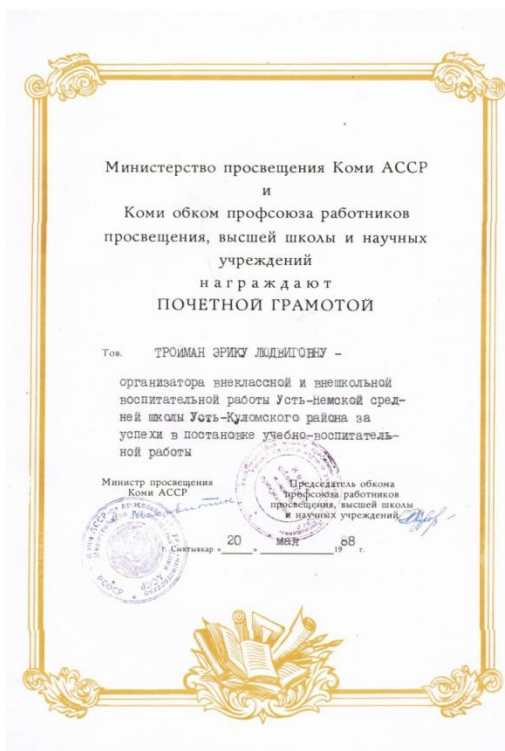 Министерство просвещения Коми АССР
и
Коми обком профсоюза работников
просвещения, высшей школы и научных
учреждений
награждают
ПОЧЕТНОЙ ГРАМОТОЙ
Тов. ТРОЙМАН ЭРИКУ ЛЮДВИГОВНУ –
организатора внеклассной и внешкольной
воспитательной работы Усть-Немской сред-
ней школы Усть-Куломского района за
успехи в постановке учебно-воспитатель-
ной работы
Министр просвещения
Коми АССР
Председатель обкома
профсоюза работников
просвещения, высшей школы
и научных учреждений
г. Сыктывкар « 20 » мая 19 88 г.